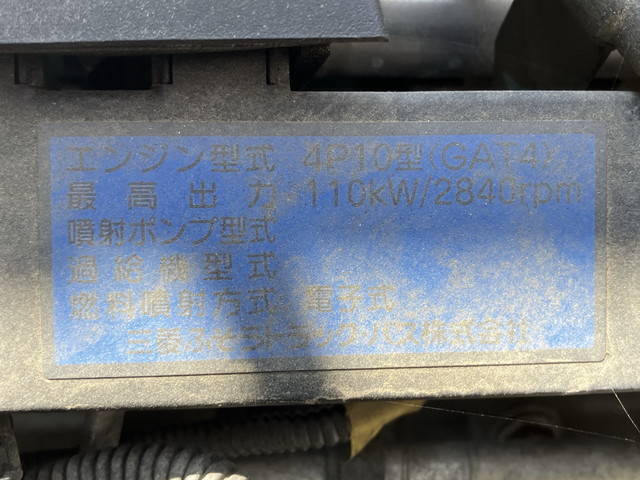 エンジン型式 4P10型(GAT4)
最高出力 110kW/2840rpm
噴射ポンプ型式
過給機型式
燃料噴射方式 電子式
三菱ふそうトラック・バス株式会社